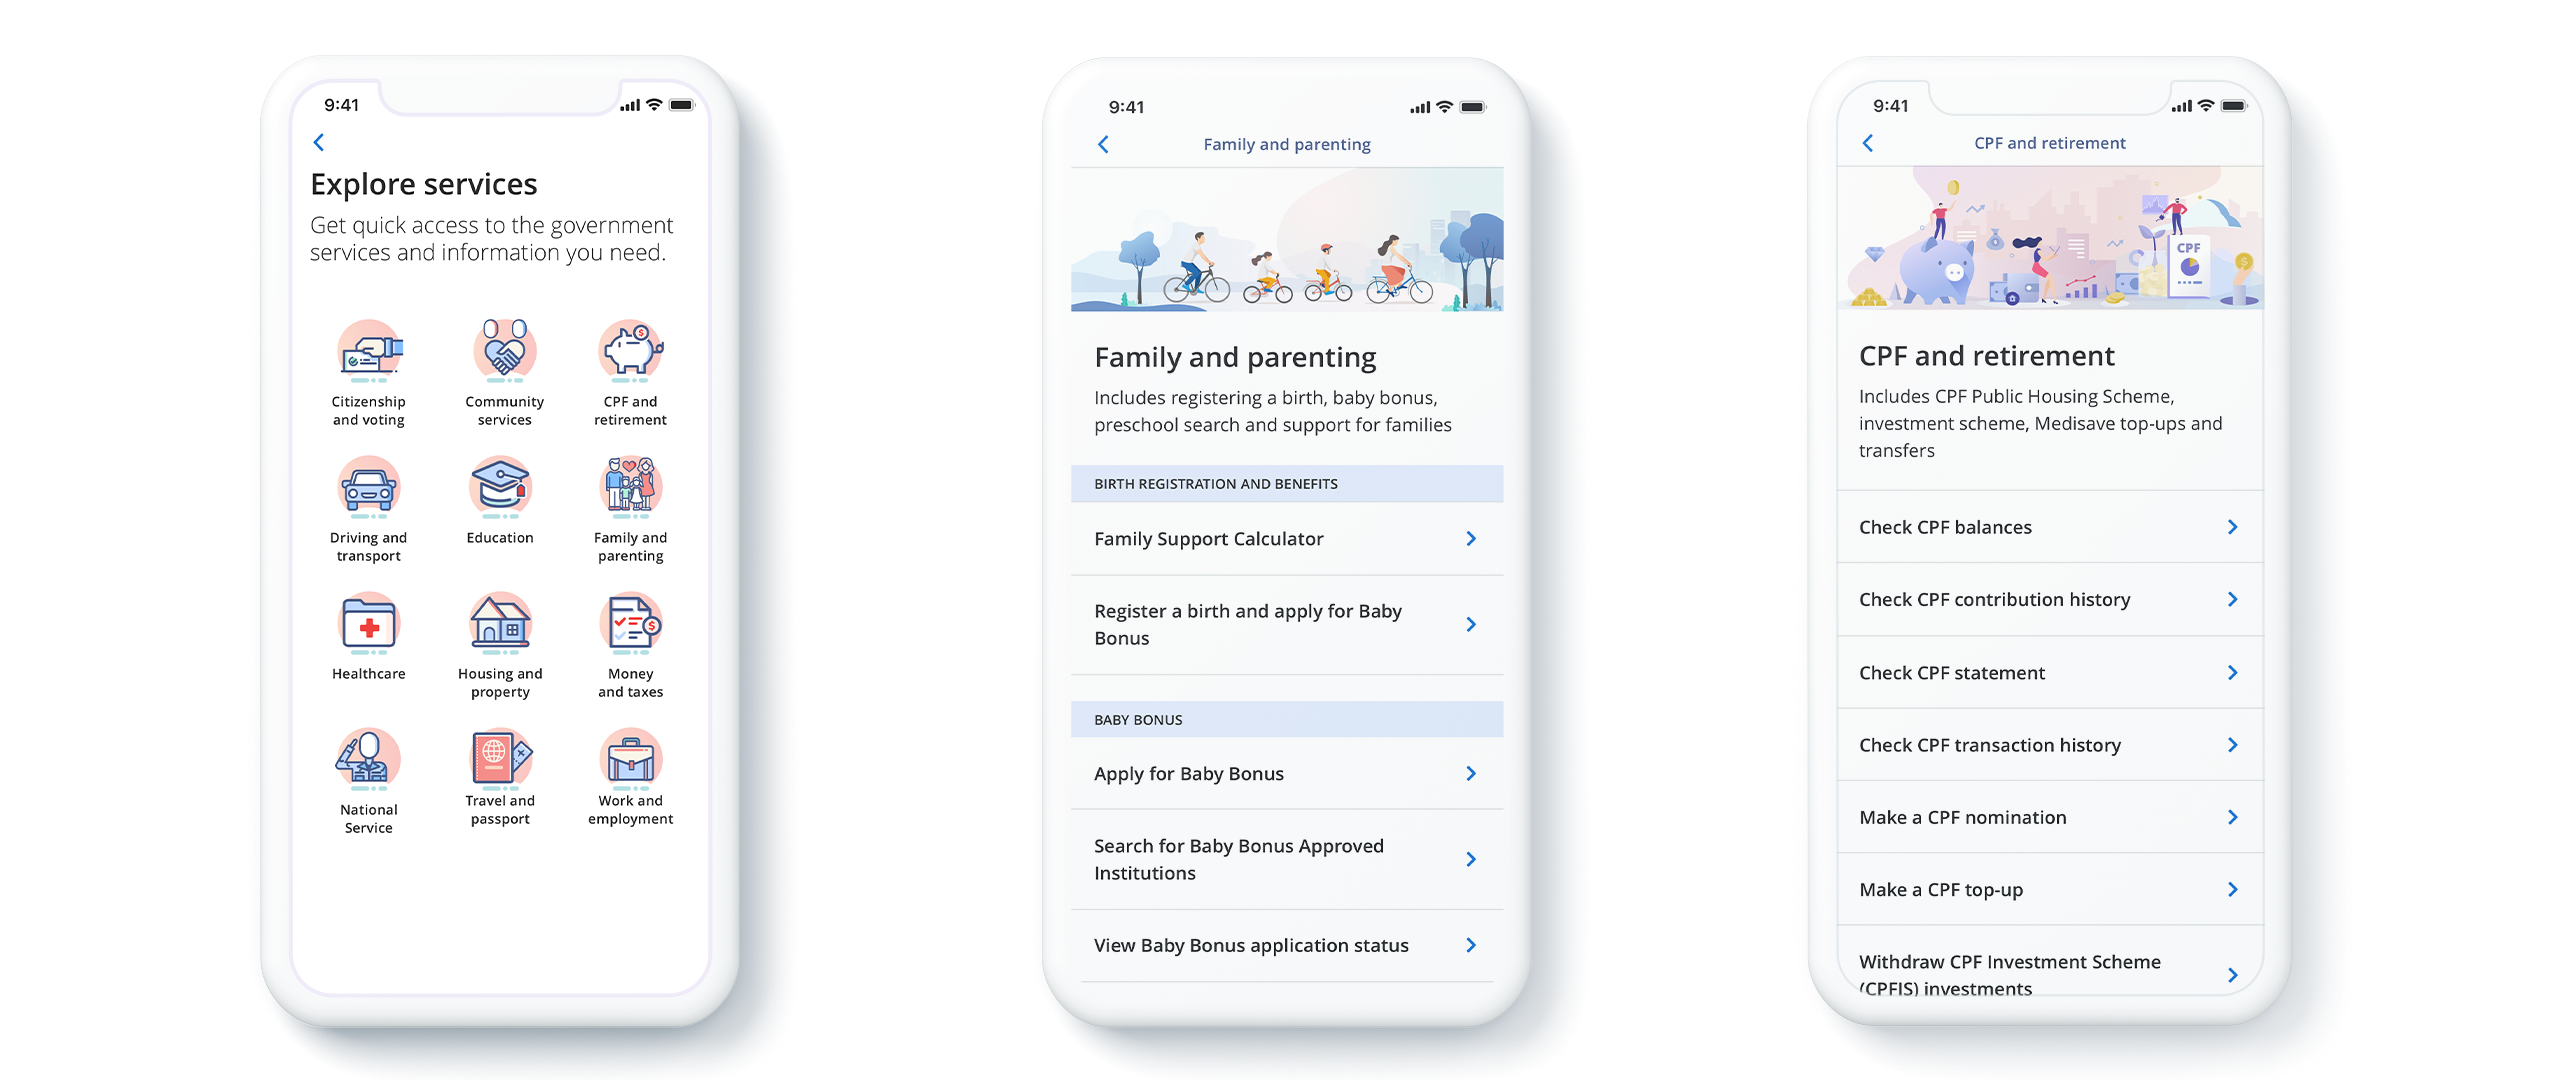 9:41
Explore services
Get quick access to the government
services and information you need.
Citizenship
and voting
Community
services
CPF and
retirement
Driving and
transport
Education
Family and
parenting
Healthcare
Housing and
property
Money
and taxes
National
Service
Travel and
passport
Work and
employment
9:41
Family and parenting
Family and parenting
Includes registering a birth, baby bonus,
preschool search and support for families
BIRTH REGISTRATION AND BENEFITS
Family Support Calculator
Register a birth and apply for Baby
Bonus
BABY BONUS
Apply for Baby Bonus
Search for Baby Bonus Approved
Institutions
View Baby Bonus application status
9:41
CPF and retirement
CPF
CPF and retirement
Includes CPF Public Housing Scheme,
investment scheme, Medisave top-ups and
transfers
Check CPF balances
Check CPF contribution history
Check CPF statement
Check CPF transaction history
Make a CPF nomination
Make a CPF top-up
Withdraw CPF Investment Scheme
(CPFIS) investments